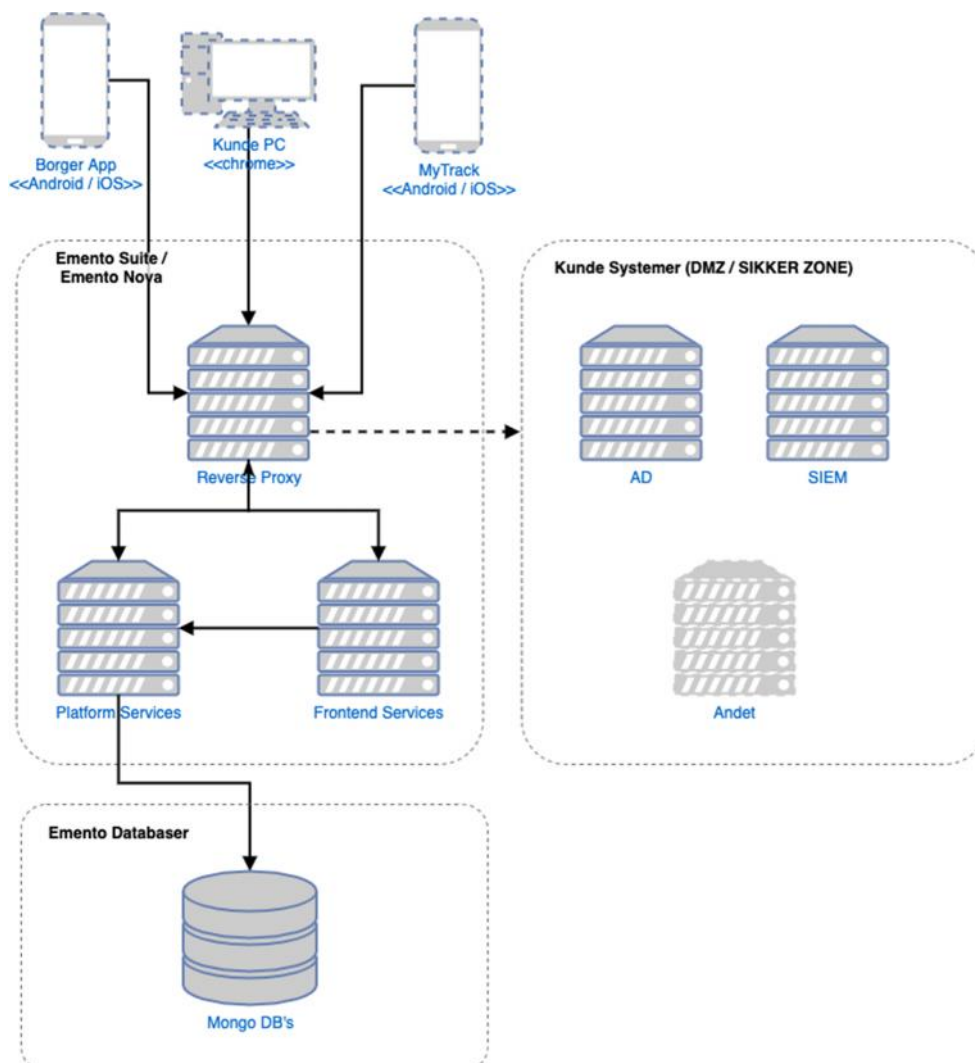 Borger App
<<Android / iOS>>
Kunde PC
<<chrome>>
MyTrack
<<Android / iOS>>
Emento Suite /
Emento Nova
Kunde Systemer (DMZ / SIKKER ZONE)
Reverse Proxy
AD
SIEM
Platform Services
Frontend Services
Andet
Emento Databaser
Mongo DB's